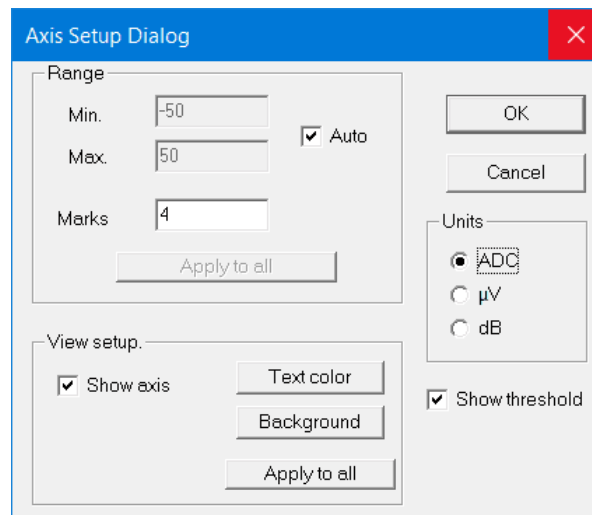 Axis Setup Dialog
Range
Min.
-50
Max.
50
Auto
Marks
4
Apply to all
OK
Cancel
Units
ADC
µV
dB
View setup.
Show axis
Text color
Background
Apply to all
Show threshold